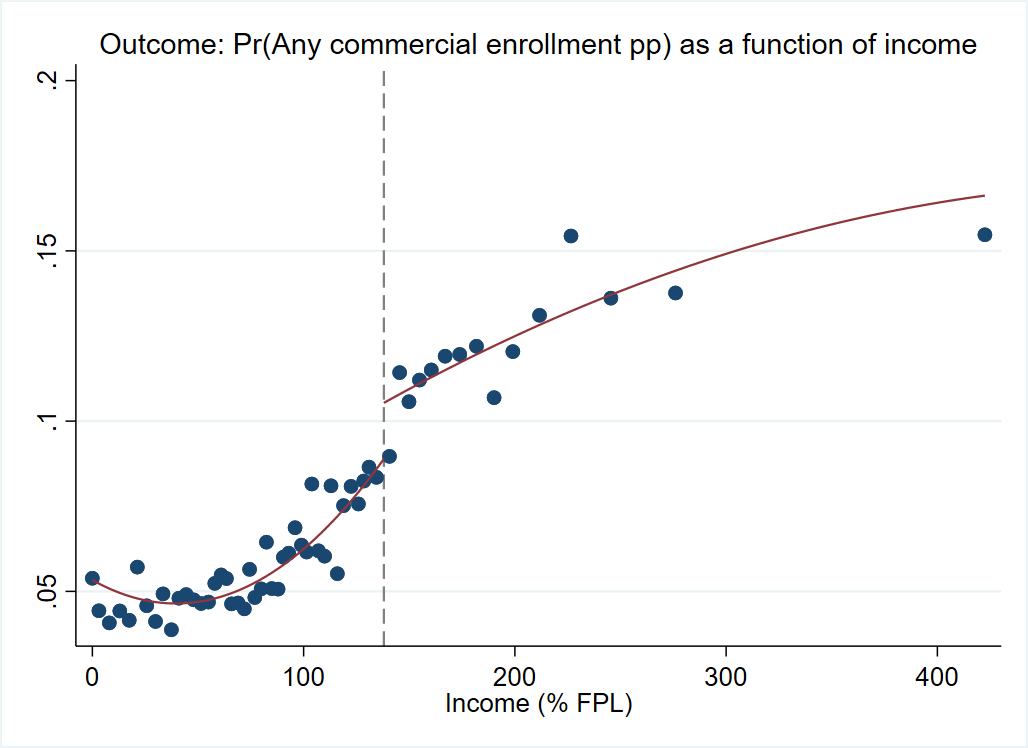 Outcome: Pr(Any commercial enrollment pp) as a function of income
.2
.15
.1
.05
0 100 200 300 400
Income (% FPL)